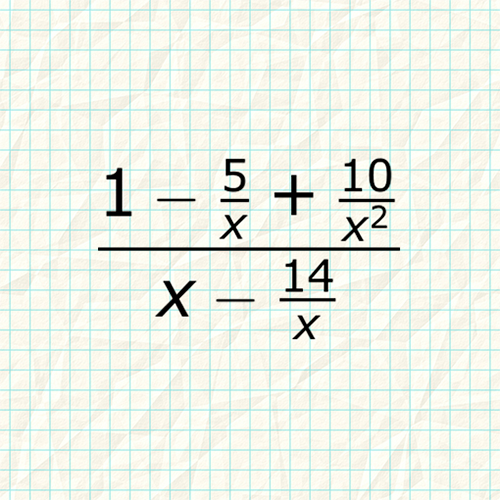 (1 − 5/x + 10/x²) / (x − 14/x)